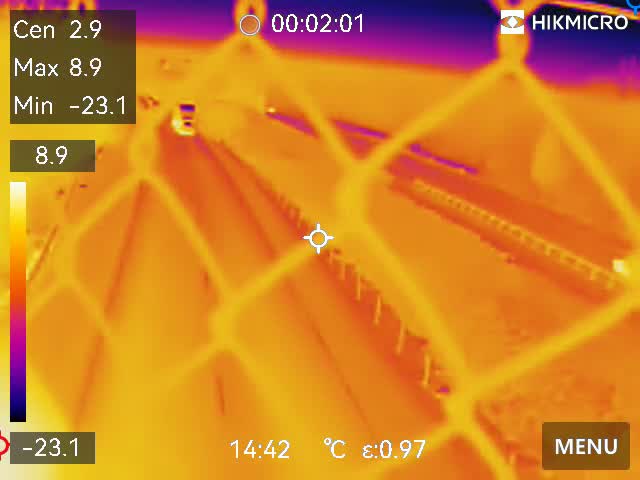 Cen 2.9
Max 8.9
Min -23.1
00:02:01
HIKMICRO
8.9
-23.1
14:42 °C ε:0.97
MENU